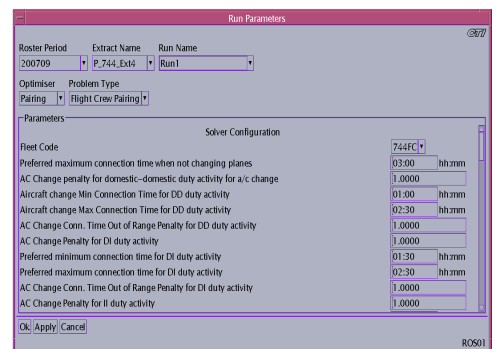 Run Parameters
CTI
Roster Period Extract Name Run Name
200709 P_744_Ext4 Run1
Optimiser Problem Type
Pairing Flight Crew Pairing
Parameters
Solver Configuration
Fleet Code 744FC
Preferred maximum connection time when not changing planes 03:00 hh:mm
AC Change penalty for domestic-domestic duty activity for a/c change 1.0000
Aircraft change Min Connection Time for DD duty activity 01:00 hh:mm
Aircraft change Max Connection Time for DD duty activity 02:30 hh:mm
AC Change Conn. Time Out of Range Penalty for DD duty activity 1.0000
AC Change Penalty for DI duty activity 1.0000
Preferred minimum connection time for DI duty activity 01:30 hh:mm
Preferred maximum connection time for DI duty activity 02:30 hh:mm
AC Change Conn. Time Out of Range Penalty for DI duty activity 1.0000
AC Change Penalty for II duty activity 1.0000
Ok Apply Cancel
ROS01